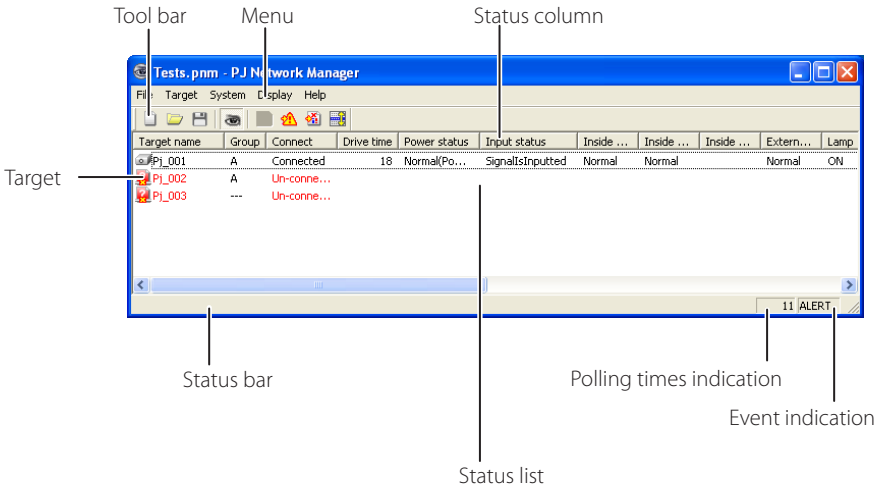 Tool bar Menu Status column
Tests.pnm - PJ Network Manager
File Target System Display Help
Target name Group Connect Drive time Power status Input status Inside ... Inside ... Inside ... Extern... Lamp
Pj_001 A Connected 18 Normal(Po... SignalIsInputted Normal Normal Normal ON
Target
Pj_002 A Un-conne...
Pj_003 --- Un-conne...
11 ALERT
Status bar Polling times indication
Event indication
Status list